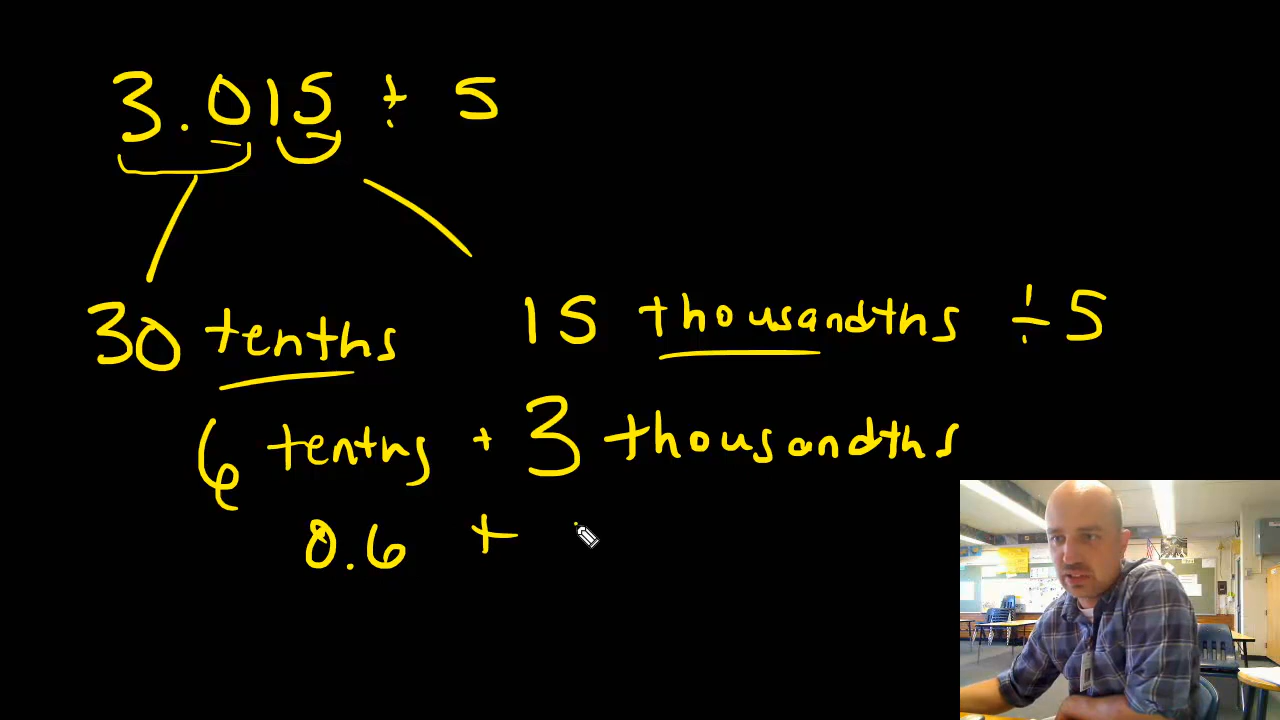 3.015 ÷ 5
30 tenths 15 thousandths ÷5
6 tenths + 3 thousandths
0.6 +